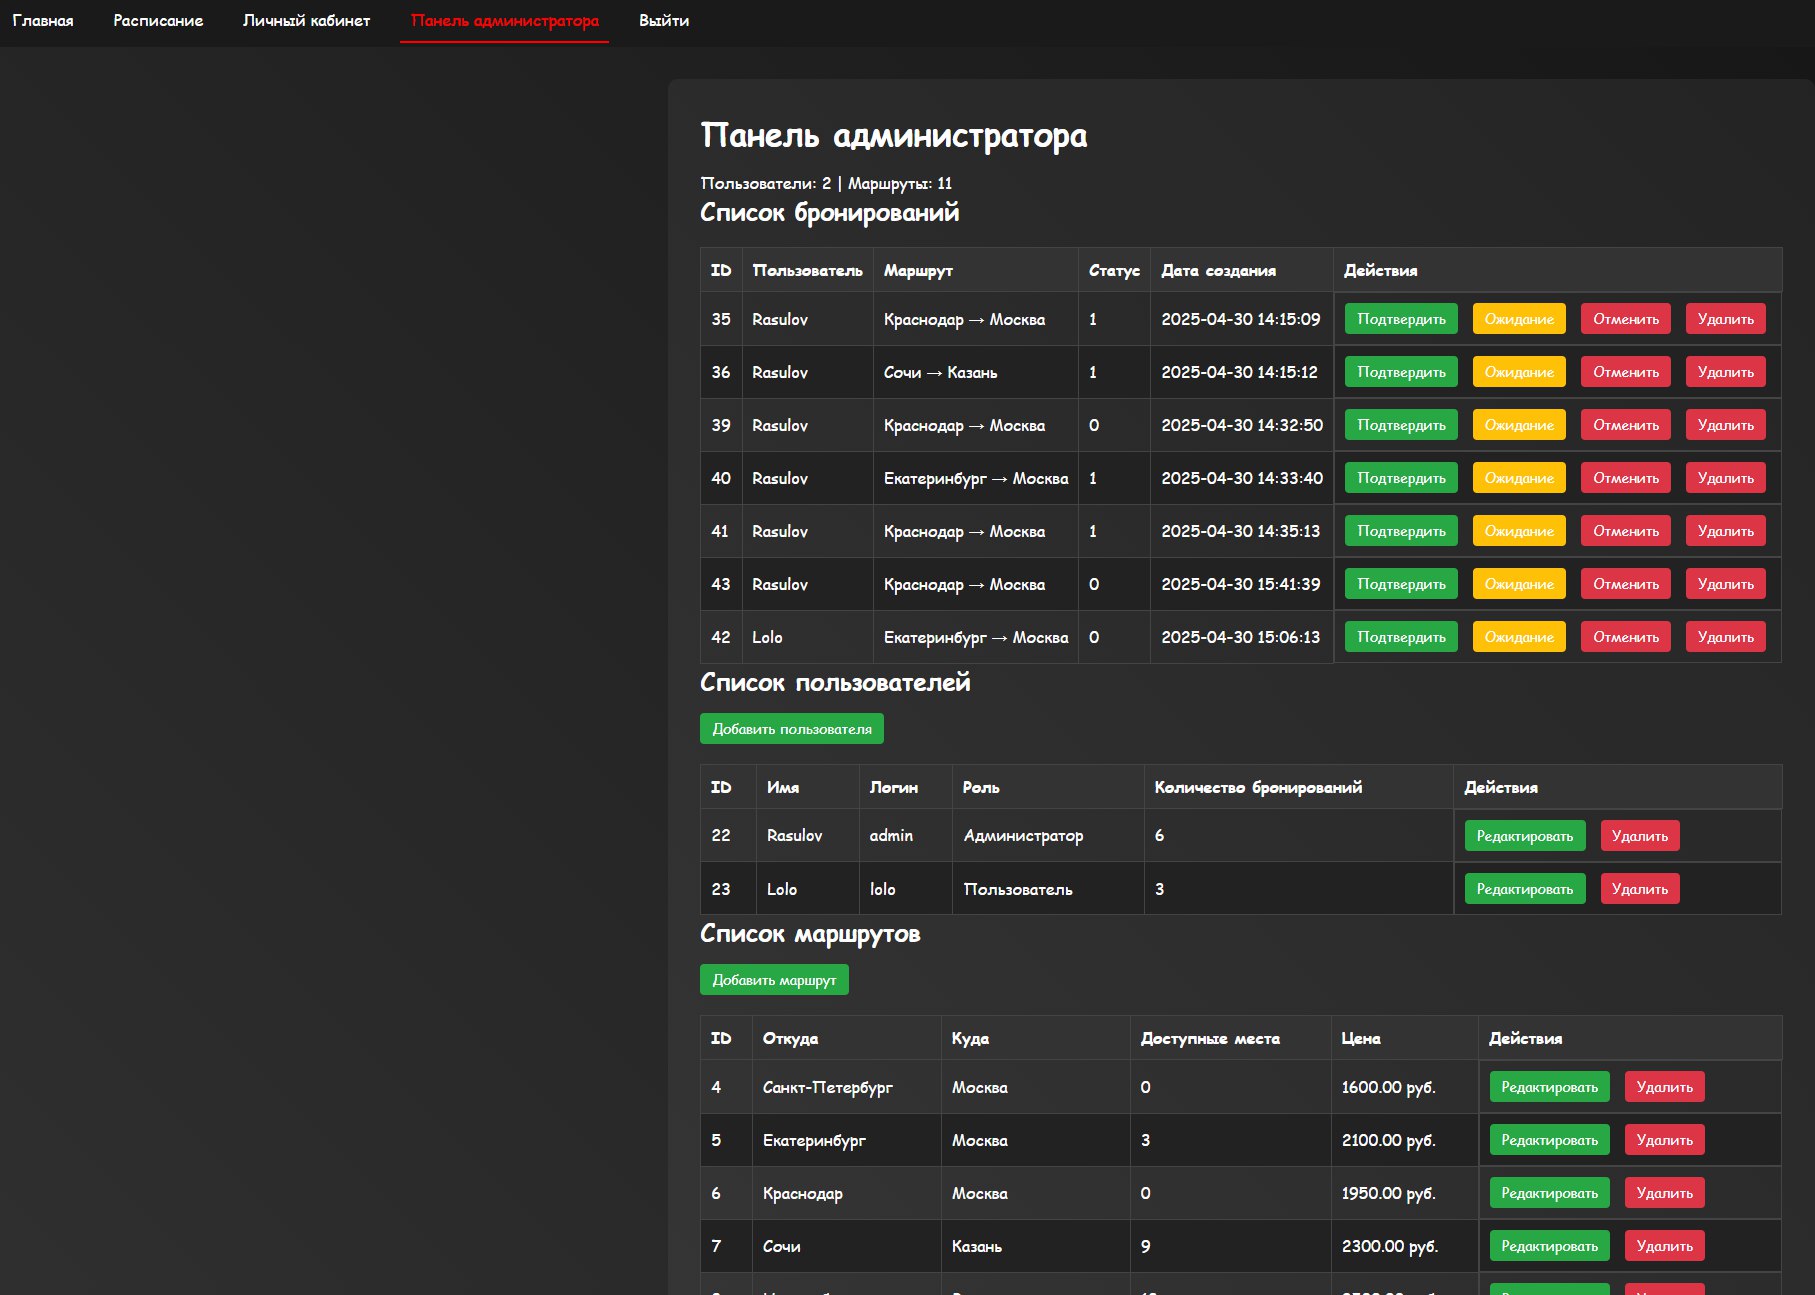 Главная Расписание Личный кабинет Панель администратора Выйти
Панель администратора
Пользователи: 2 | Маршруты: 11
Список бронирований
ID Пользователь Маршрут Статус Дата создания Действия
35 Rasulov Краснодар → Москва 1 2025-04-30 14:15:09 Подтвердить Ожидание Отменить Удалить
36 Rasulov Сочи → Казань 1 2025-04-30 14:15:12 Подтвердить Ожидание Отменить Удалить
39 Rasulov Краснодар → Москва 0 2025-04-30 14:32:50 Подтвердить Ожидание Отменить Удалить
40 Rasulov Екатеринбург → Москва 1 2025-04-30 14:33:40 Подтвердить Ожидание Отменить Удалить
41 Rasulov Краснодар → Москва 1 2025-04-30 14:35:13 Подтвердить Ожидание Отменить Удалить
43 Rasulov Краснодар → Москва 0 2025-04-30 15:41:39 Подтвердить Ожидание Отменить Удалить
42 Lolo Екатеринбург → Москва 0 2025-04-30 15:06:13 Подтвердить Ожидание Отменить Удалить
Список пользователей
Добавить пользователя
ID Имя Логин Роль Количество бронирований Действия
22 Rasulov admin Администратор 6 Редактировать Удалить
23 Lolo lolo Пользователь 3 Редактировать Удалить
Список маршрутов
Добавить маршрут
ID Откуда Куда Доступные места Цена Действия
4 Санкт-Петербург Москва 0 1600.00 руб. Редактировать Удалить
5 Екатеринбург Москва 3 2100.00 руб. Редактировать Удалить
6 Краснодар Москва 0 1950.00 руб. Редактировать Удалить
7 Сочи Казань 9 2300.00 руб. Редактировать Удалить